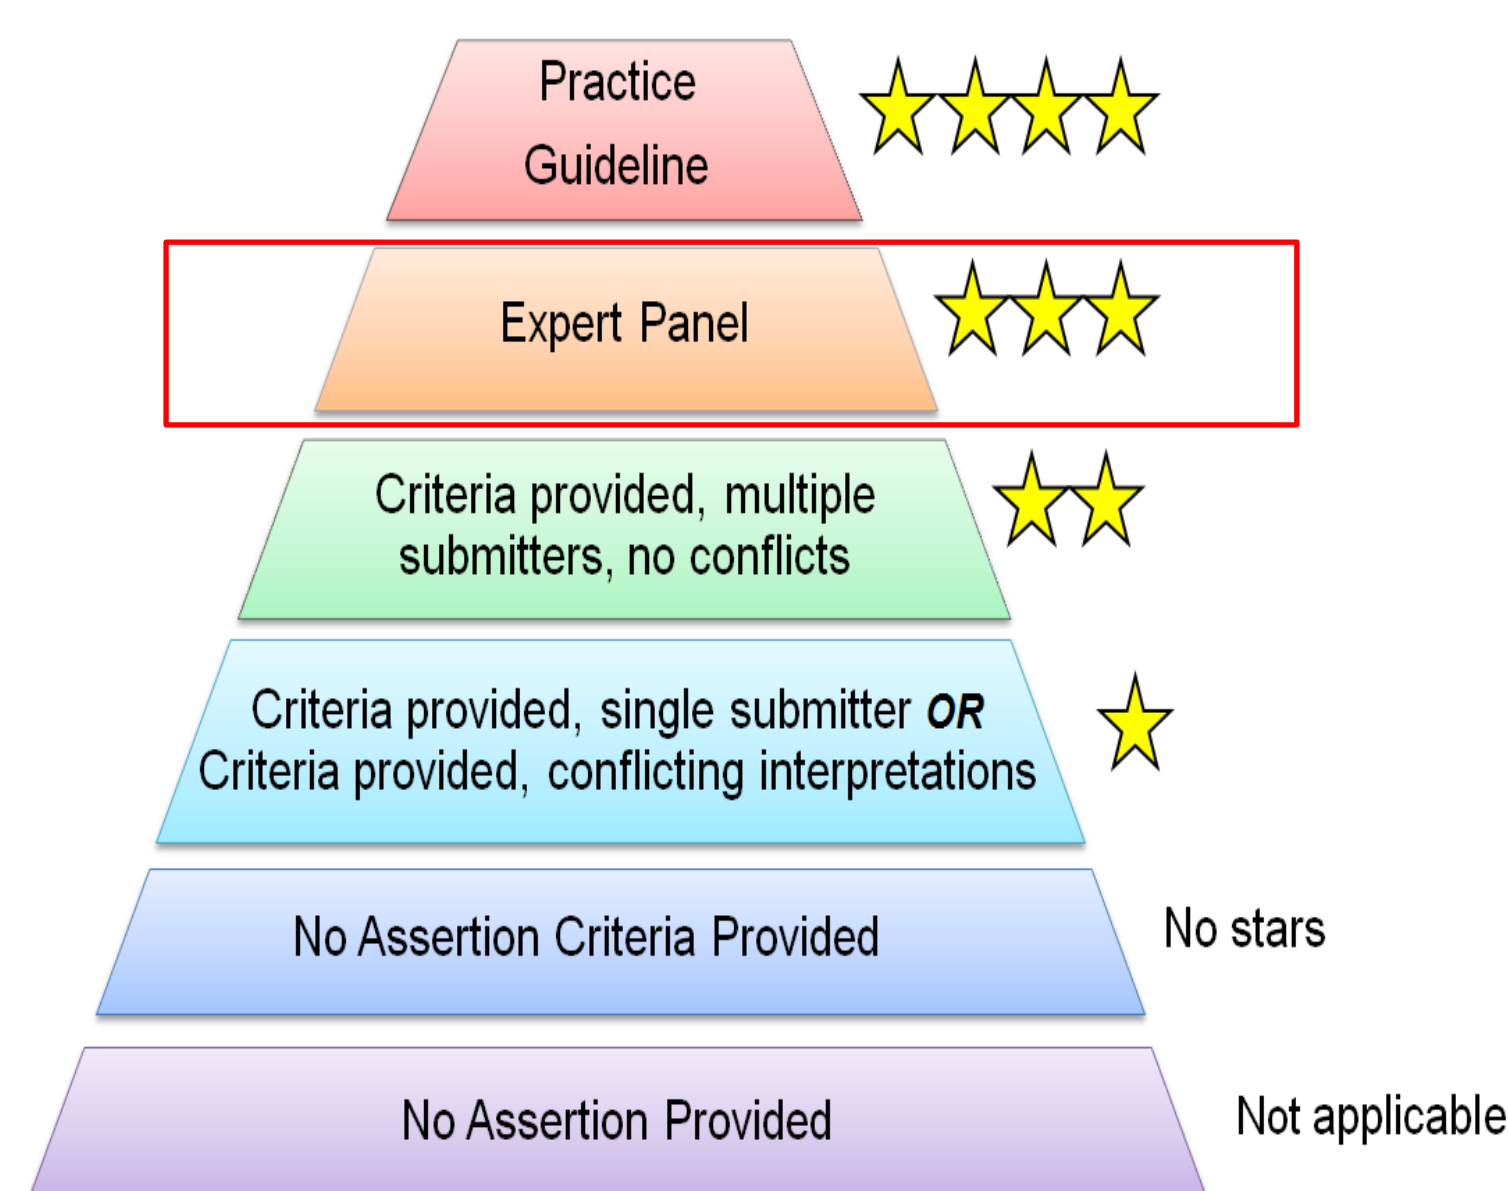 Practice
Guideline
Expert Panel
Criteria provided, multiple
submitters, no conflicts
Criteria provided, single submitter OR
Criteria provided, conflicting interpretations
No Assertion Criteria Provided
No stars
No Assertion Provided
Not applicable